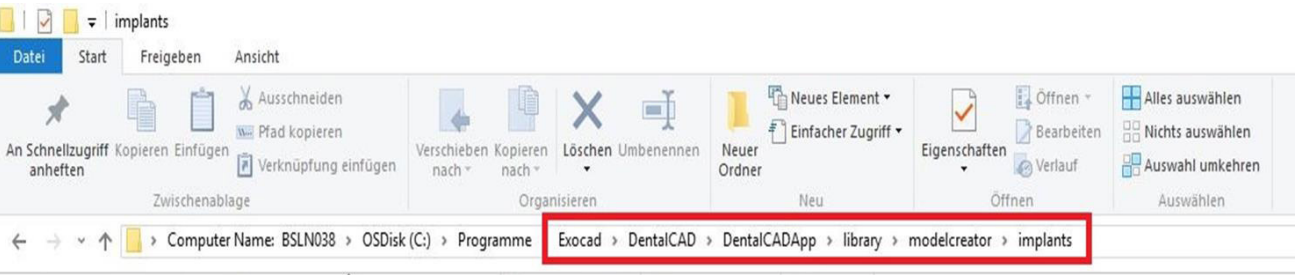 implants
Datei Start Freigeben Ansicht
An Schnellzugriff anheften
Kopieren
Einfügen
Ausschneiden
Pfad kopieren
Verknüpfung einfügen
Zwischenablage
Verschieben nach
Kopieren nach
Löschen
Umbenennen
Organisieren
Neuer Ordner
Neues Element
Einfacher Zugriff
Neu
Eigenschaften
Öffnen
Bearbeiten
Verlauf
Öffnen
Alles auswählen
Nichts auswählen
Auswahl umkehren
Auswählen
Computer Name: BSLN038 > OSDisk (C:) > Programme Exocad > DentalCAD > DentalCADApp > library > modelcreator > implants